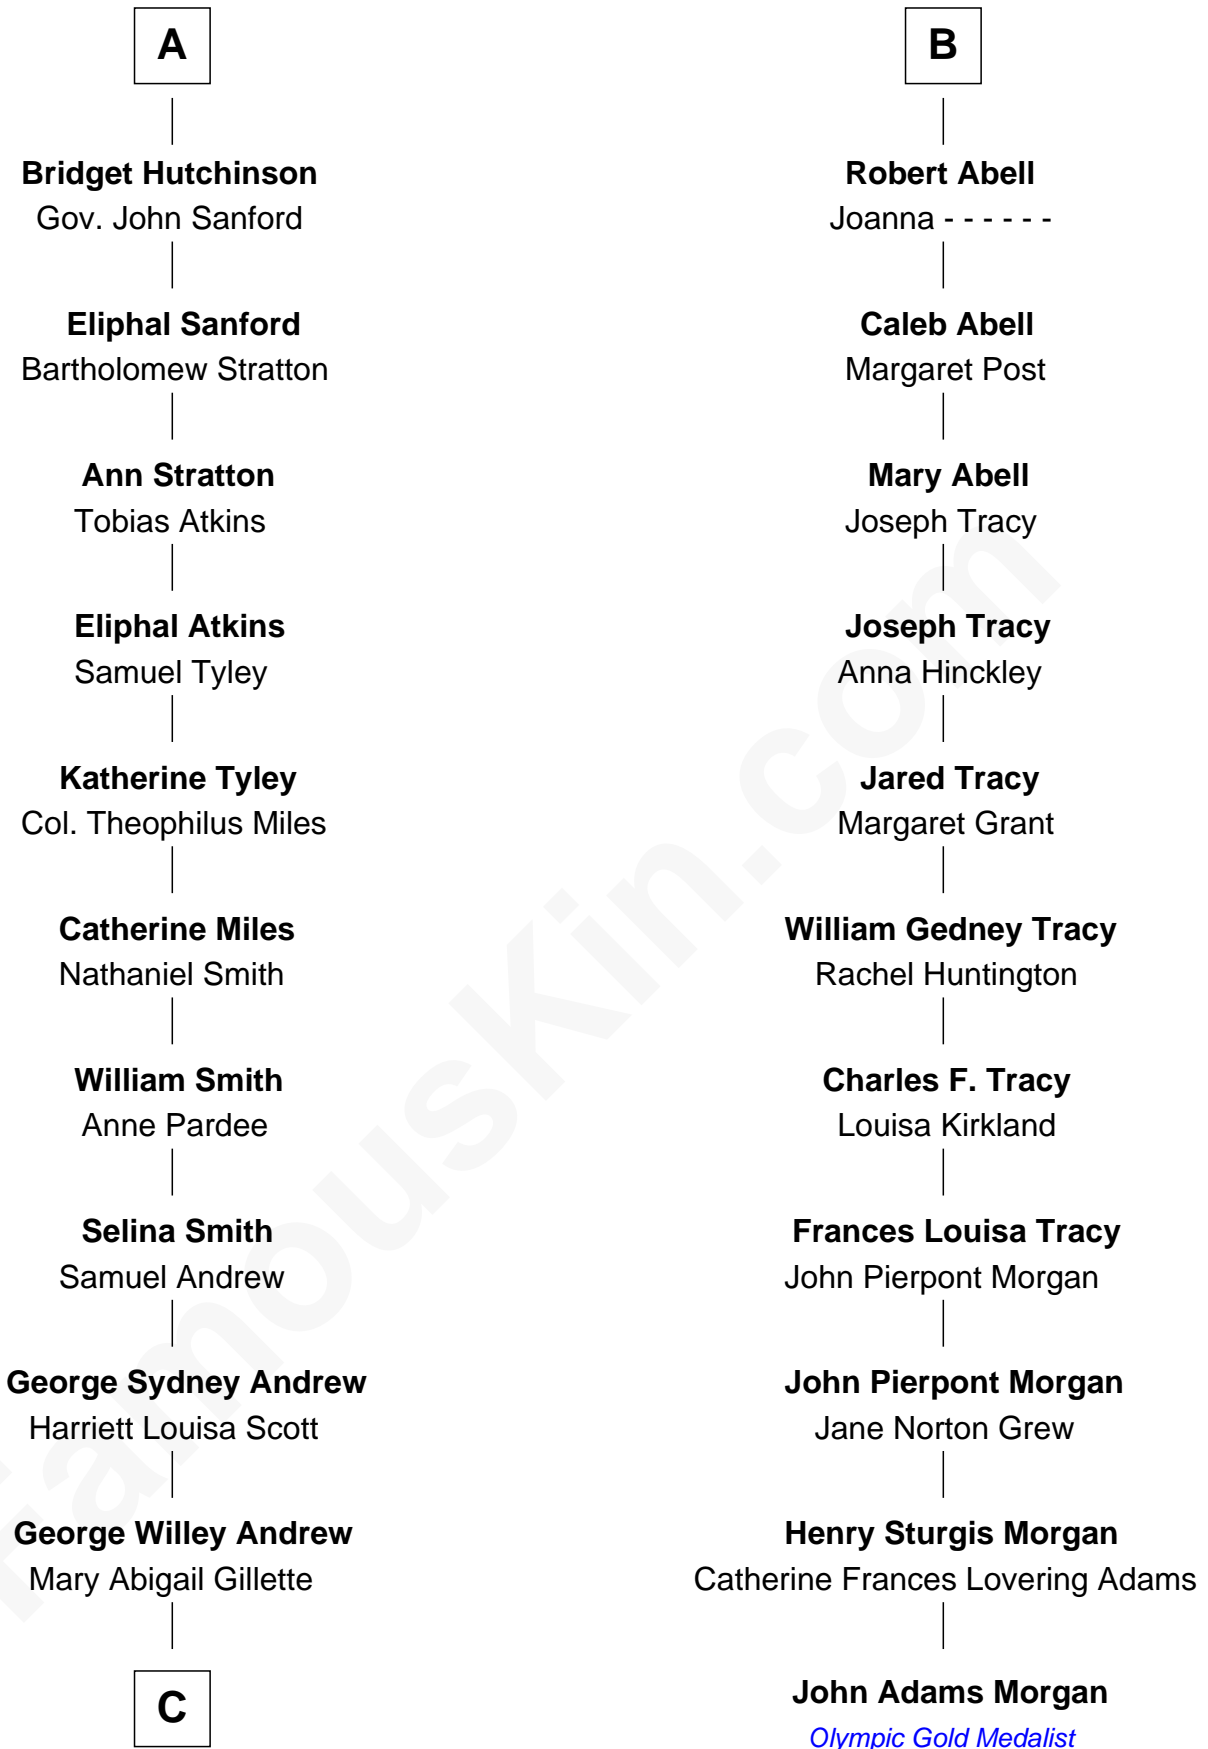 A
Bridget Hutchinson
Gov. John Sanford
Eliphal Sanford
Bartholomew Stratton
Ann Stratton
Tobias Atkins
Eliphal Atkins
Samuel Tyley
Katherine Tyley
Col. Theophilus Miles
Catherine Miles
Nathaniel Smith
William Smith
Anne Pardee
Selina Smith
Samuel Andrew
George Sydney Andrew
Harriett Louisa Scott
George Willey Andrew
Mary Abigail Gillette
C
B
Robert Abell
Joanna - - - - - -
Caleb Abell
Margaret Post
Mary Abell
Joseph Tracy
Joseph Tracy
Anna Hinckley
Jared Tracy
Margaret Grant
William Gedney Tracy
Rachel Huntington
Charles F. Tracy
Louisa Kirkland
Frances Louisa Tracy
John Pierpont Morgan
John Pierpont Morgan
Jane Norton Grew
Henry Sturgis Morgan
Catherine Frances Lovering Adams
John Adams Morgan
Olympic Gold Medalist
FamousKin.com